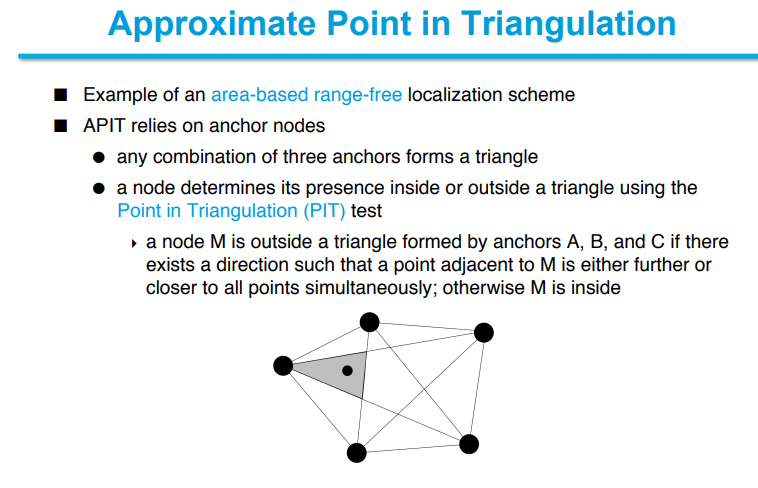 Approximate Point in Triangulation
■ Example of an area-based range-free localization scheme
■ APIT relies on anchor nodes
● any combination of three anchors forms a triangle
● a node determines its presence inside or outside a triangle using the
Point in Triangulation (PIT) test
‣ a node M is outside a triangle formed by anchors A, B, and C if there
exists a direction such that a point adjacent to M is either further or
closer to all points simultaneously; otherwise M is inside